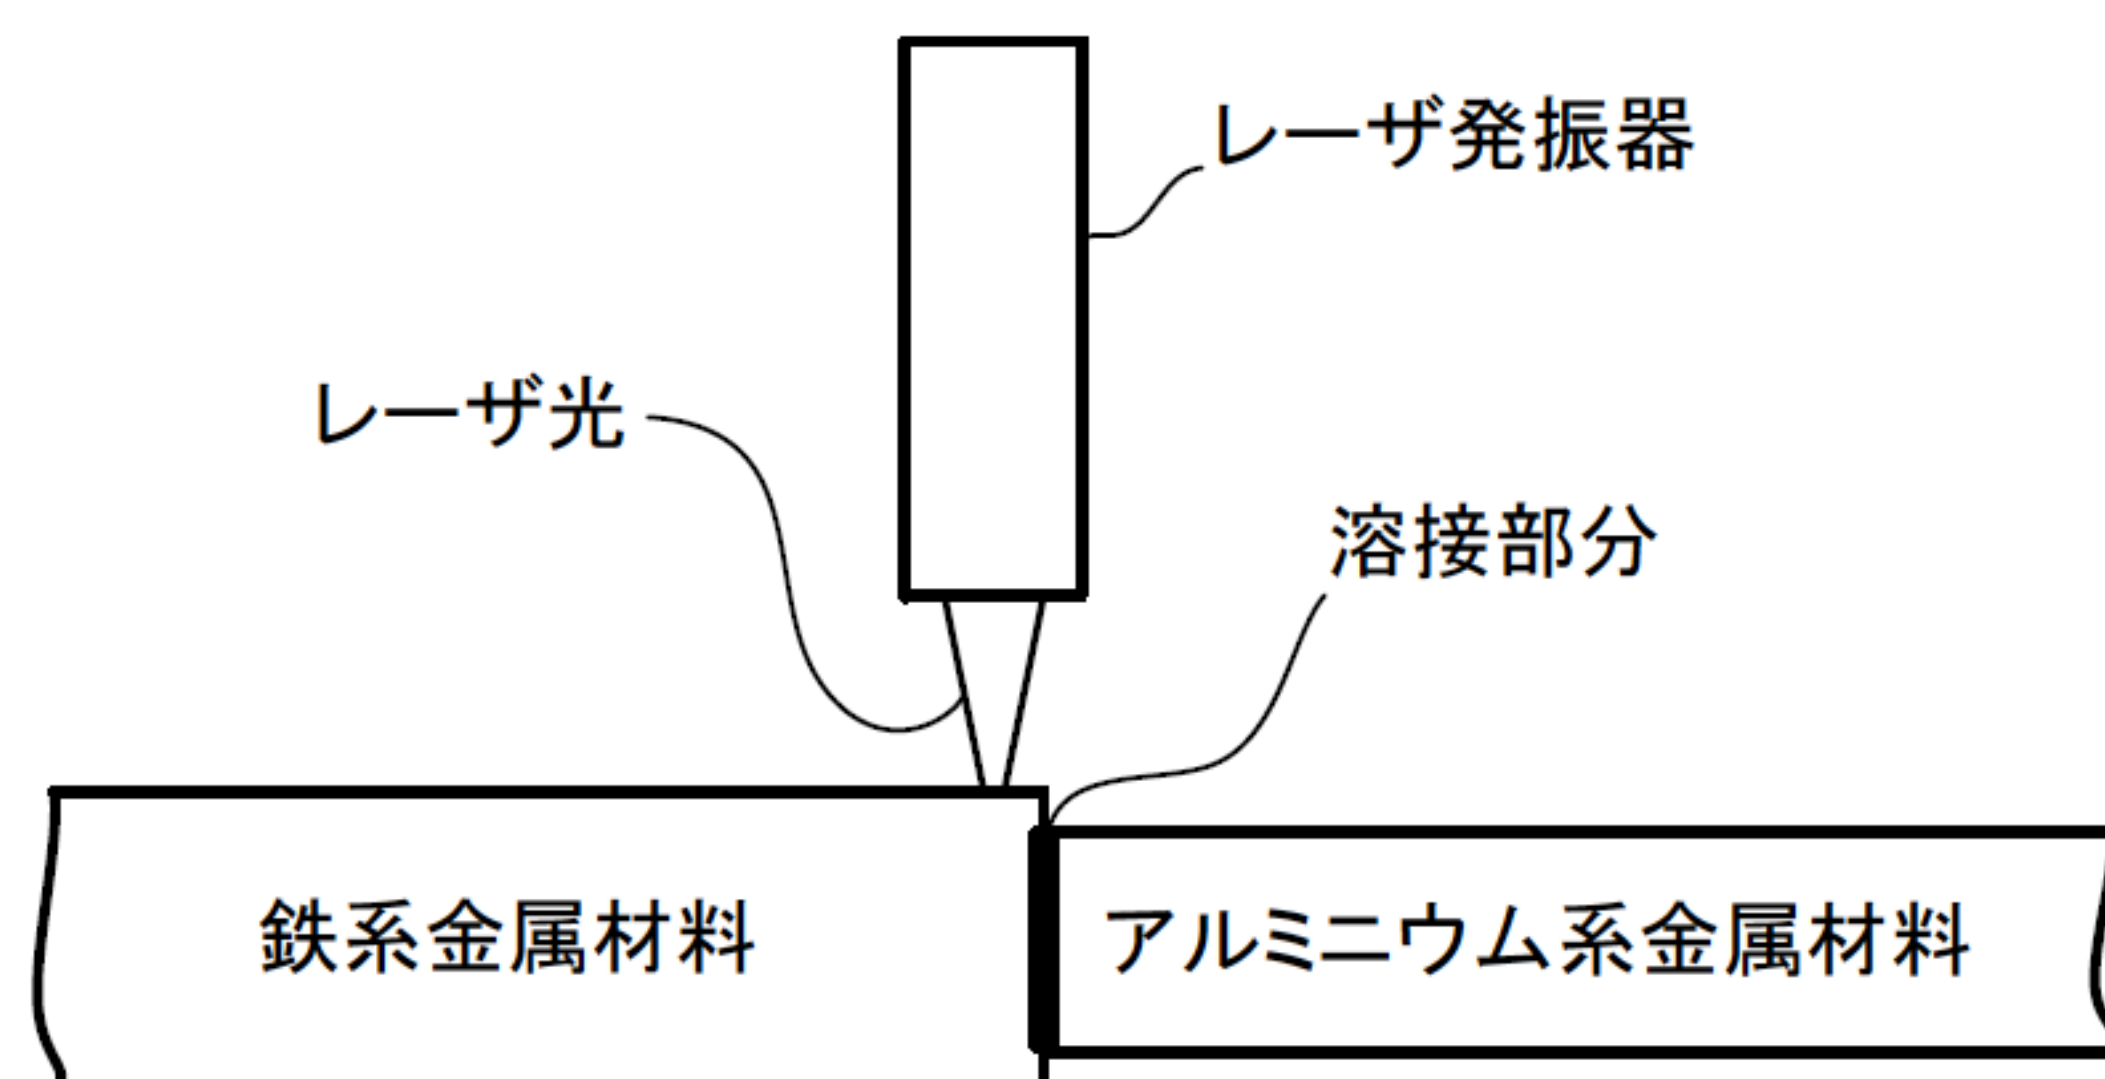 レーザ発振器
レーザ光
溶接部分
鉄系金属材料
アルミニウム系金属材料